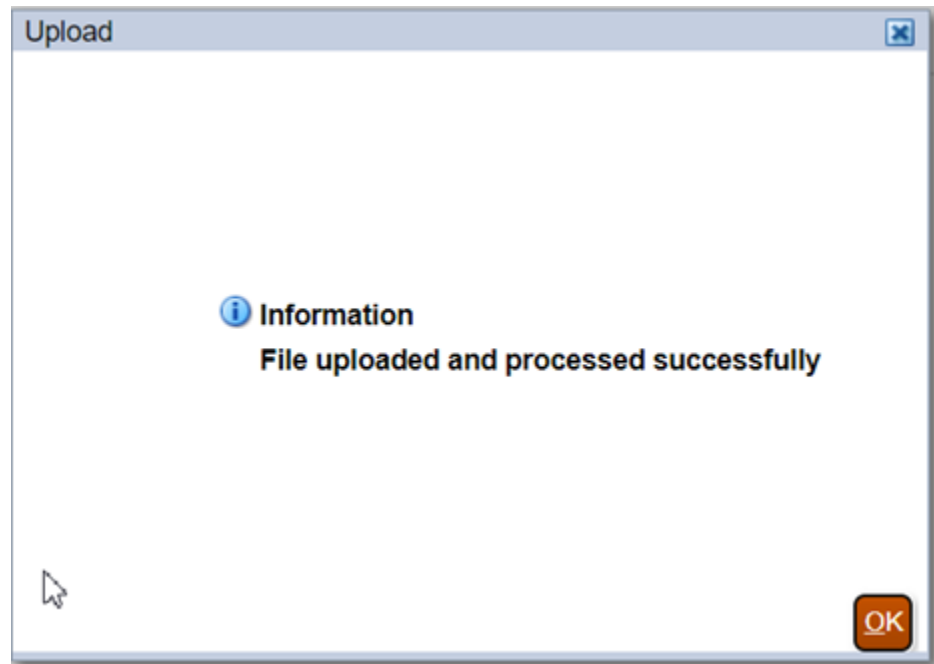 Upload
Information
File uploaded and processed successfully
OK